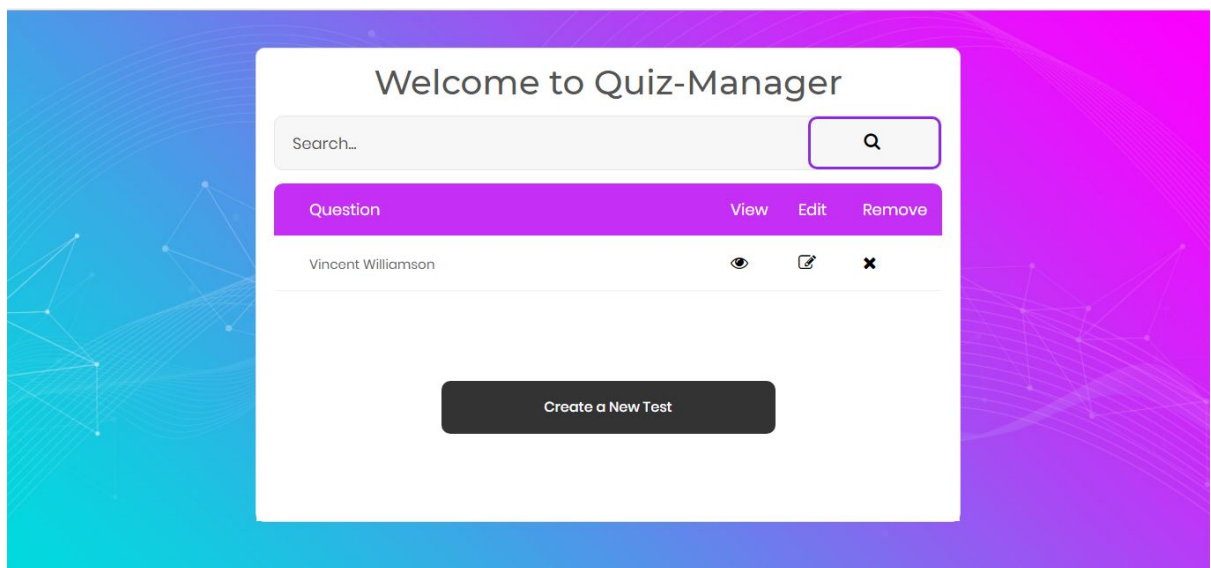 Welcome to Quiz-Manager
Search...
Question View Edit Remove
Vincent Williamson
Create a New Test